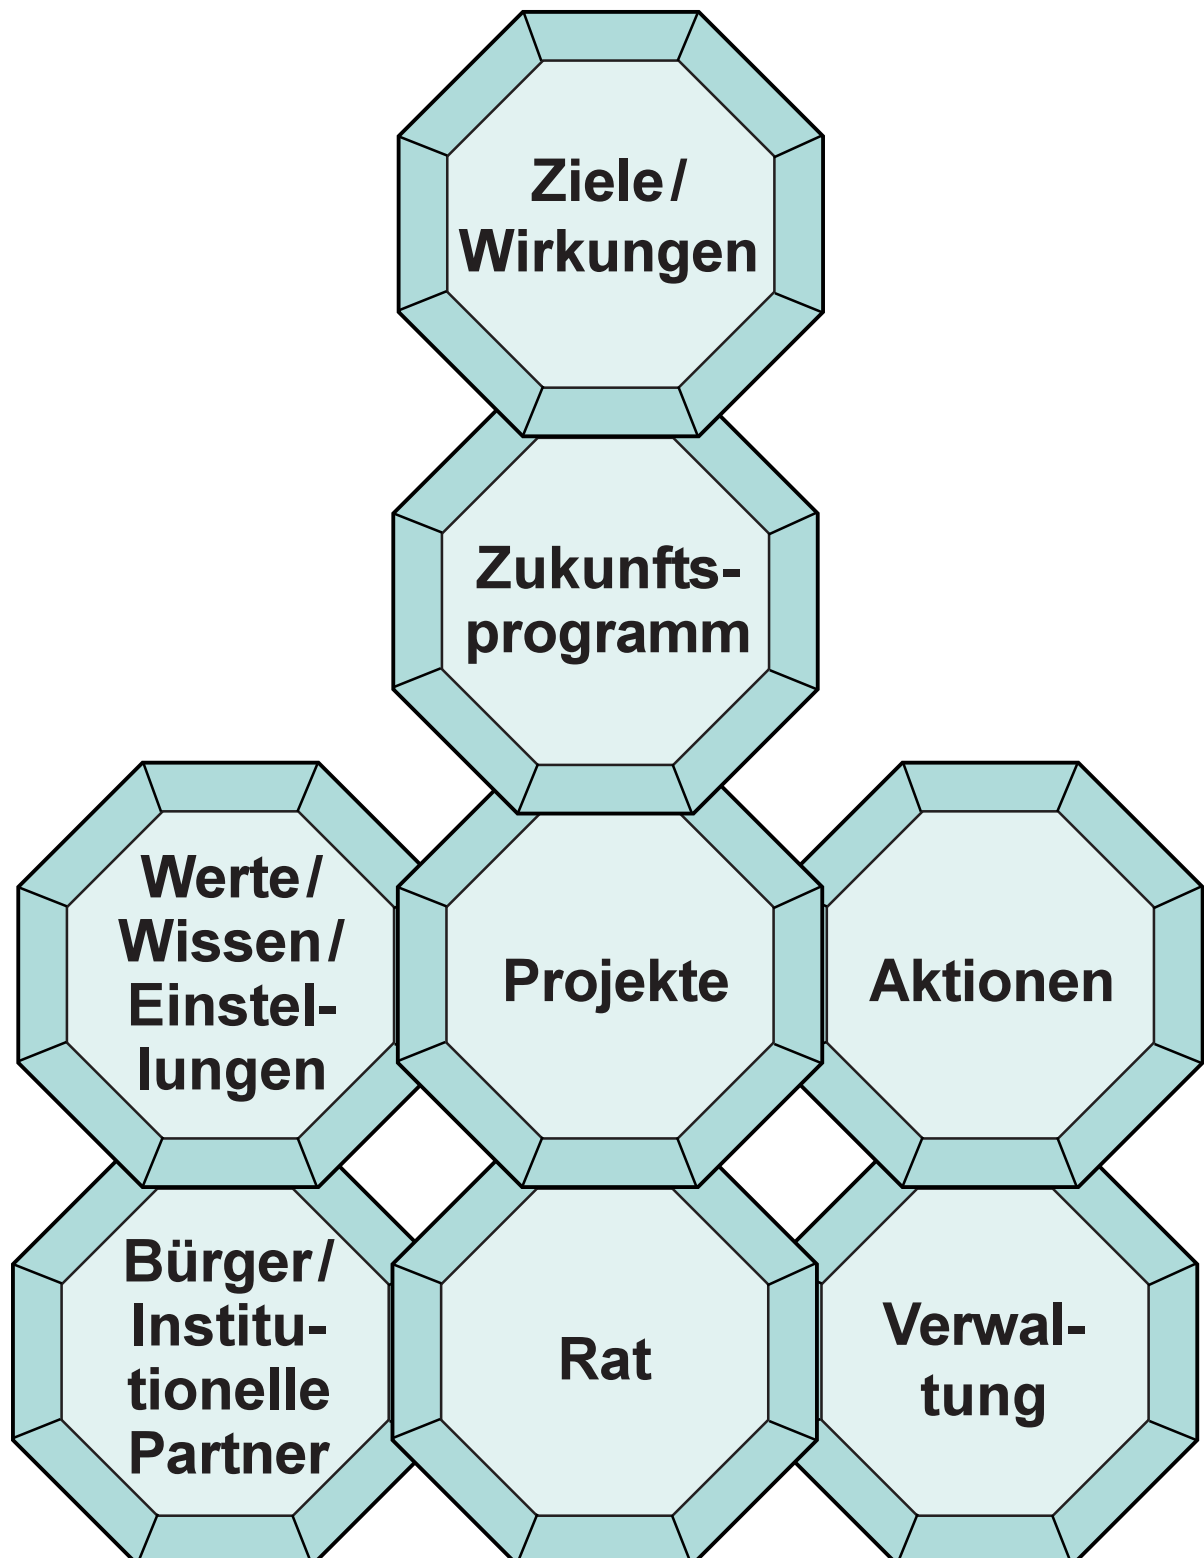 Ziele/
Wirkungen
Zukunfts-
programm
Werte/
Wissen/
Einstel-
lungen
Projekte
Aktionen
Bürger/
Institu-
tionelle
Partner
Rat
Verwal-
tung